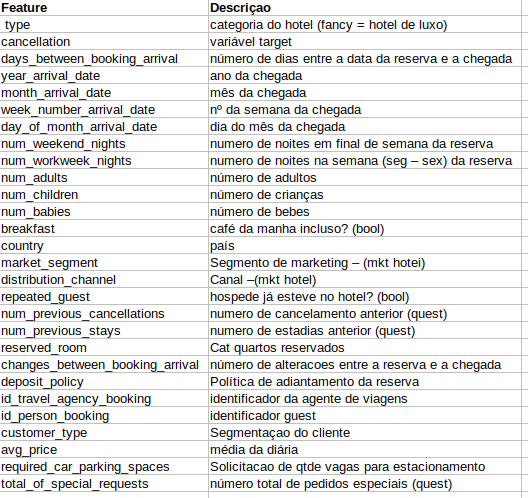 Feature Descriçao
type categoria do hotel (fancy = hotel de luxo)
cancellation variável target
days_between_booking_arrival número de dias entre a data da reserva e a chegada
year_arrival_date ano da chegada
month_arrival_date mês da chegada
week_number_arrival_date nº da semana da chegada
day_of_month_arrival_date dia do mês da chegada
num_weekend_nights numero de noites em final de semana da reserva
num_workweek_nights numero de noites na semana (seg – sex) da reserva
num_adults número de adultos
num_children número de crianças
num_babies número de bebes
breakfast café da manha incluso? (bool)
country país
market_segment Segmento de marketing – (mkt hotei)
distribution_channel Canal –(mkt hotel)
repeated_guest hospede já esteve no hotel? (bool)
num_previous_cancellations numero de cancelamento anterior (quest)
num_previous_stays numero de estadias anterior (quest)
reserved_room Cat quartos reservados
changes_between_booking_arrival número de alteracoes entre a reserva e a chegada
deposit_policy Política de adiantamento da reserva
id_travel_agency_booking identificador da agente de viagens
id_person_booking identificador guest
customer_type Segmentaçao do cliente
avg_price média da diária
required_car_parking_spaces Solicitacao de qtde vagas para estacionamento
total_of_special_requests número total de pedidos especiais (quest)